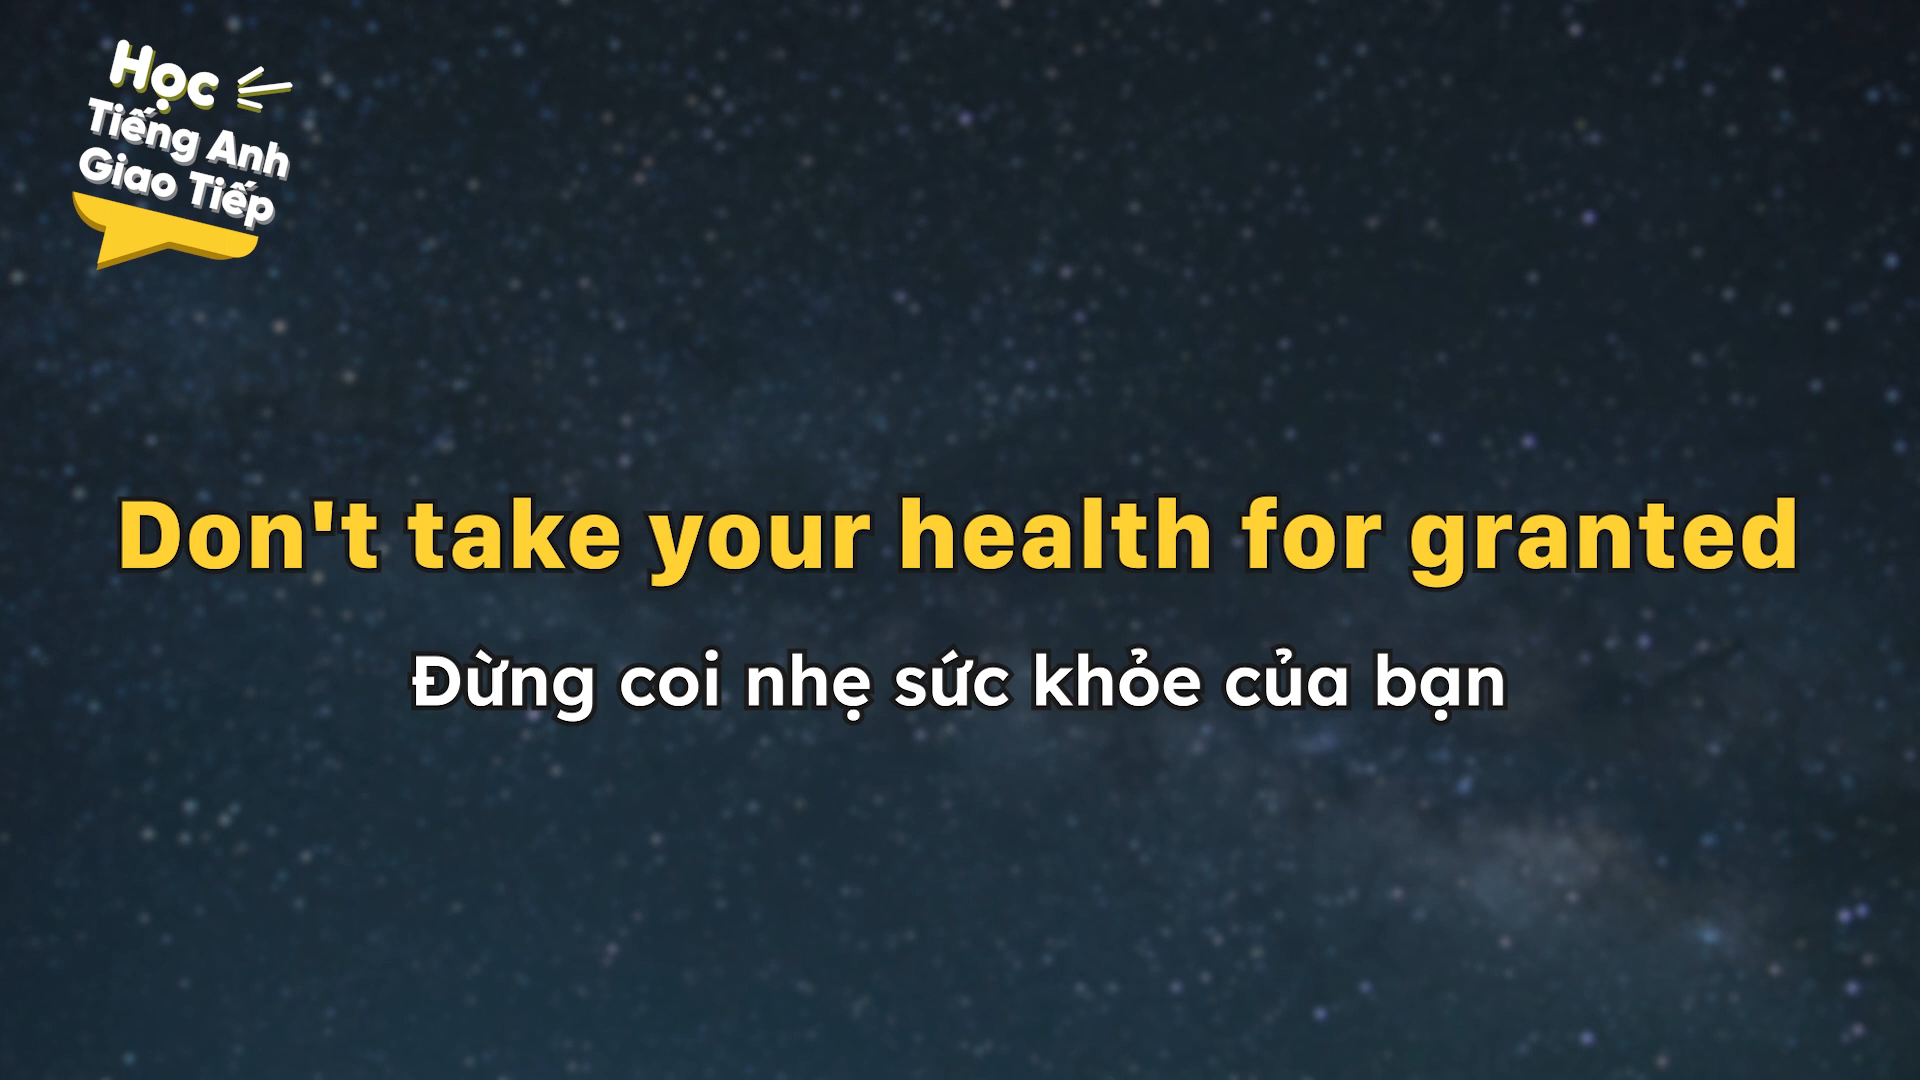 Học
Tiếng Anh
Giao Tiếp
Don't take your health for granted
Đừng coi nhẹ sức khỏe của bạn